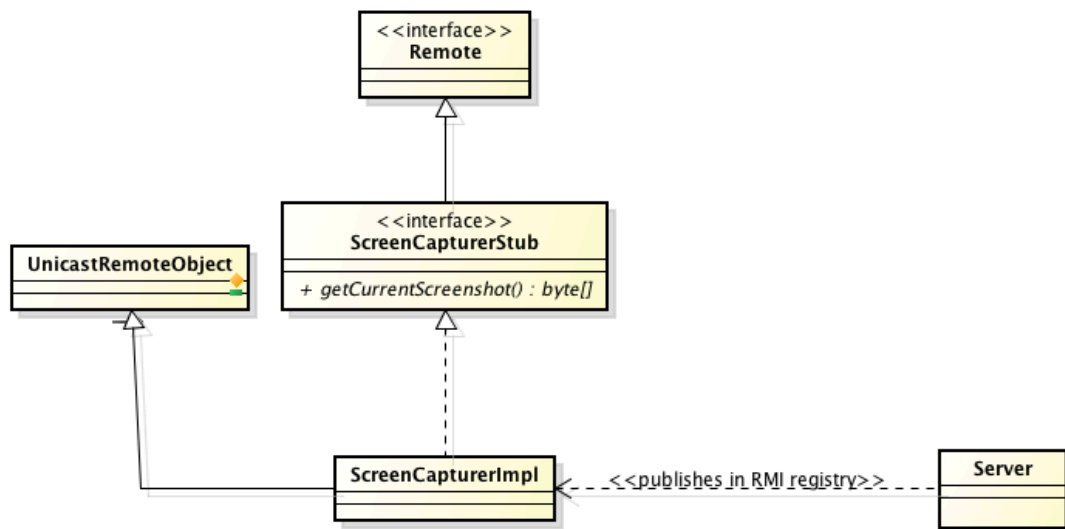 <<interface>>
Remote
<<interface>>
ScreenCapturerStub
+ getCurrentScreenshot() : byte[]
UnicastRemoteObject
ScreenCapturerImpl
<<publishes in RMI registry>>
Server